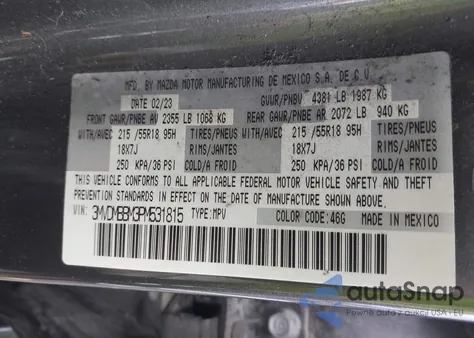 MFD. BY MAZDA MOTOR MANUFACTURING DE MEXICO S.A. DE C.V.
DATE 02/23 GVWR/PNBV 4381 LB 1987 KG
FRONT GAWR/PNBE AV 2355 LB 1068 KG REAR GAWR/PNBE AR 2072 LB 940 KG
WITH/AVEC 215 /55R18 95H TIRES/PNEUS WITH/AVEC 215 /55R18 95H TIRES/PNEUS
18X7J 18X7J
250 KPA/36 PSI COLD/A FROID 250 KPA/36 PSI COLD/A FROID
THIS VEHICLE CONFORMS TO ALL APPLICABLE FEDERAL MOTOR VEHICLE SAFETY AND THEFT
PREVENTION STANDARDS IN EFFECT ON THE DATE OF MANUFACTURE SHOWN ABOVE.
VIN: 3MVDMBBM3PM531815 TYPE:MPV COLOR CODE:46G MADE IN MEXICO
autoSnap
Pewne auto z aukcji USA i EU